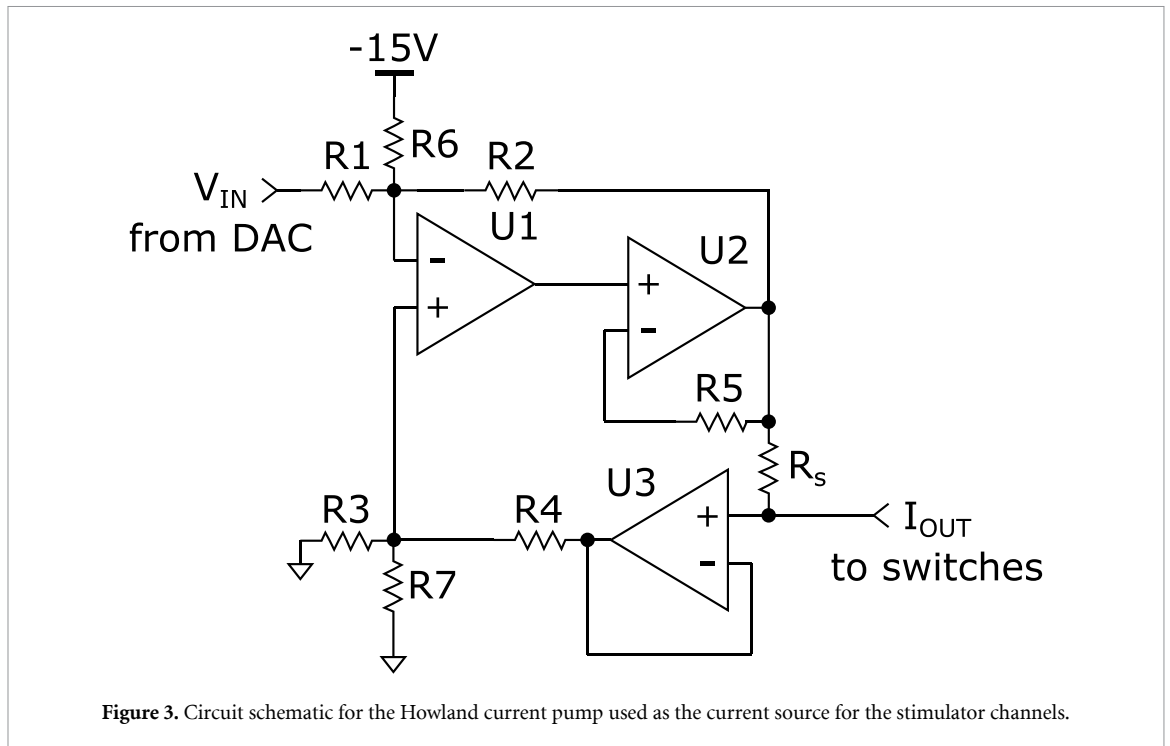 -15V
R6
R1
R2
V_IN
from DAC
U1
U2
-
+
+
-
R5
R_s
U3
R3
R4
+
-
I_OUT
to switches
R7
Figure 3. Circuit schematic for the Howland current pump used as the current source for the stimulator channels.